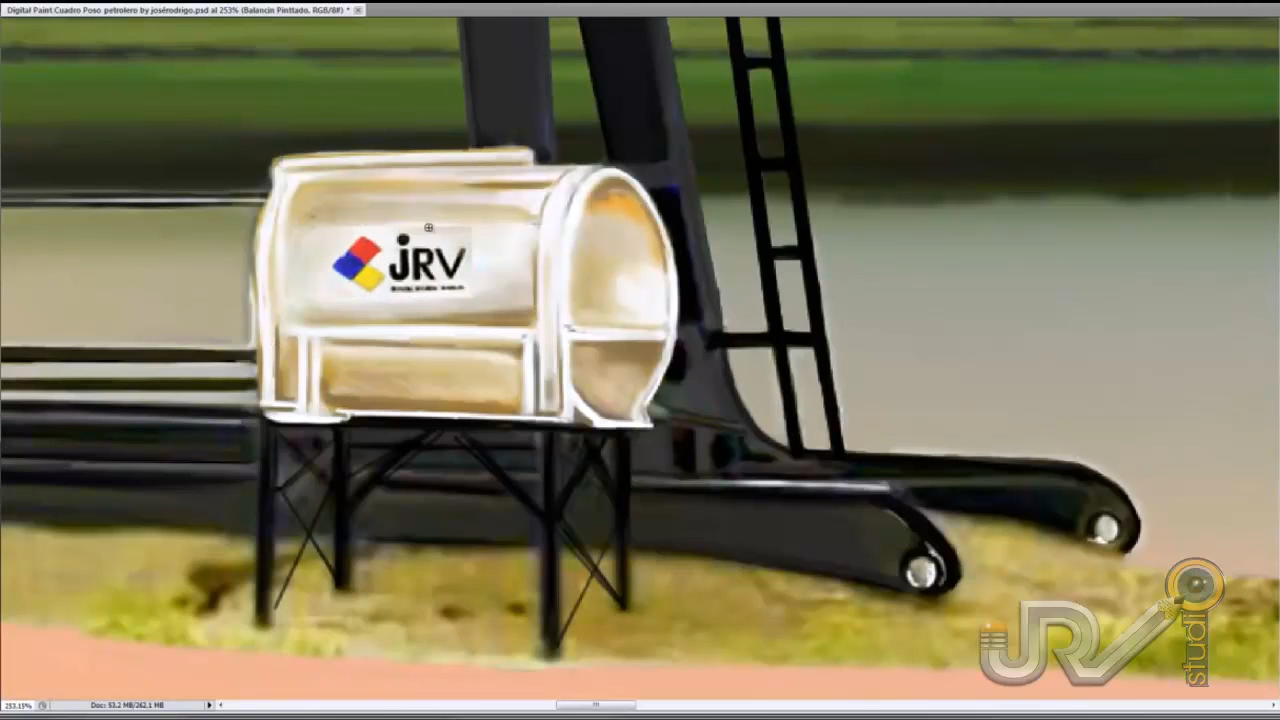 Digital Paint Cuadro Poso petrolero by josérodrigo.psd al 253% (Balancin Pinttado, RGB/8#) *
jRV
JRV
studio
253.15%
Doc: 53.2 MB/262.1 MB